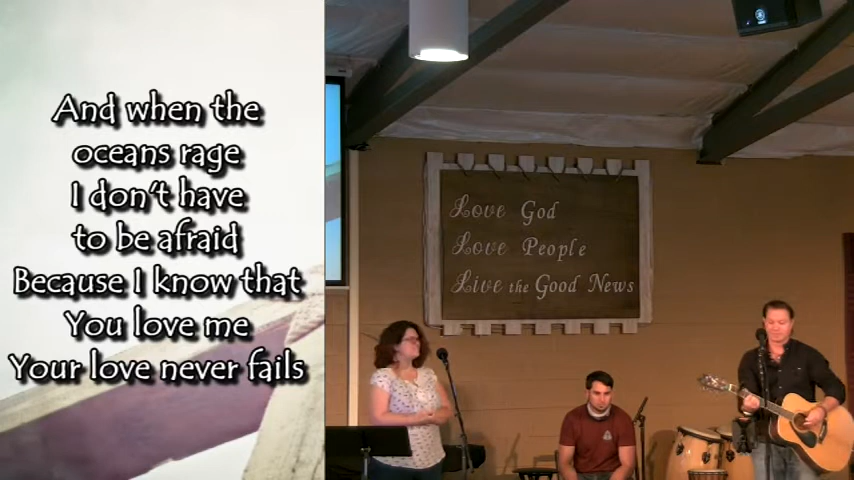 And when the
oceans rage
I don't have
to be afraid
Because I know that
You love me
Your love never fails
Love God
Love People
Live the Good News